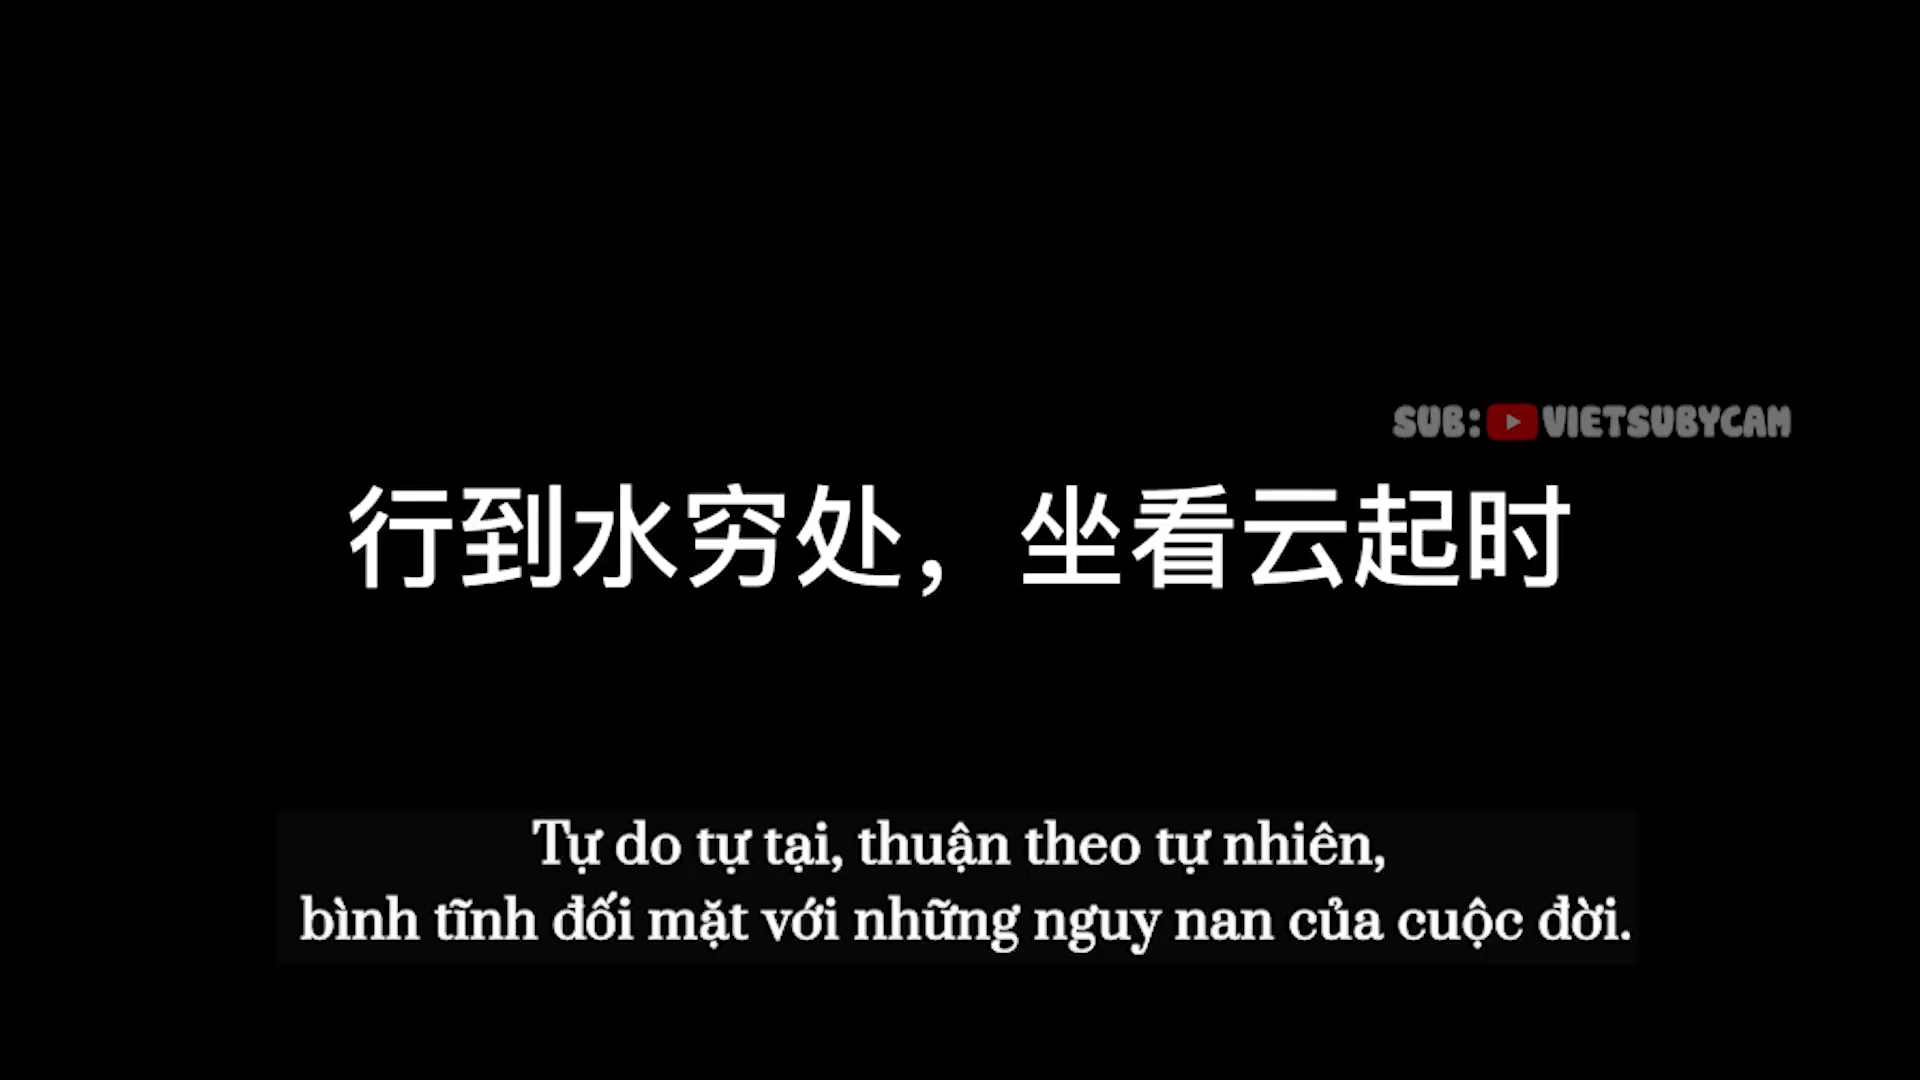 SUB: VIETSUBYCAM
行到水穷处，坐看云起时
Tự do tự tại, thuận theo tự nhiên,
bình tĩnh đối mặt với những nguy nan của cuộc đời.